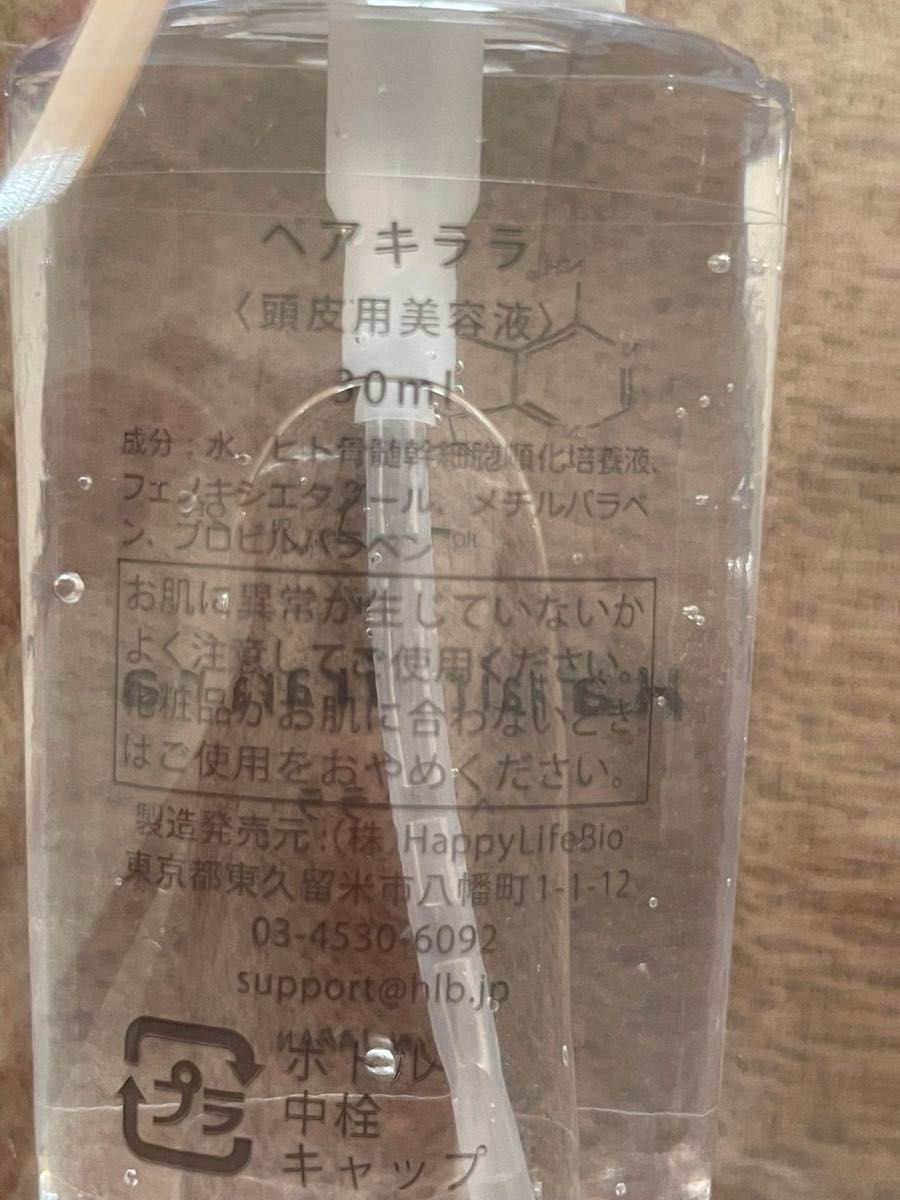 ヘアキララ
〈頭皮用美容液〉
30ml
成分：水、ヒト骨髄幹細胞順化培養液、
フェノキシエタノール、メチルパラベ
ン、プロピルパラベン
お肌に異常が生じていないか
よく注意してご使用ください。
化粧品がお肌に合わないとき
はご使用をおやめください。
製造発売元：(株)HappyLifeBio
東京都東久留米市八幡町1-1-12
03-4530-6092
support@hlb.jp
プラ
ボトル
中栓
キャップ